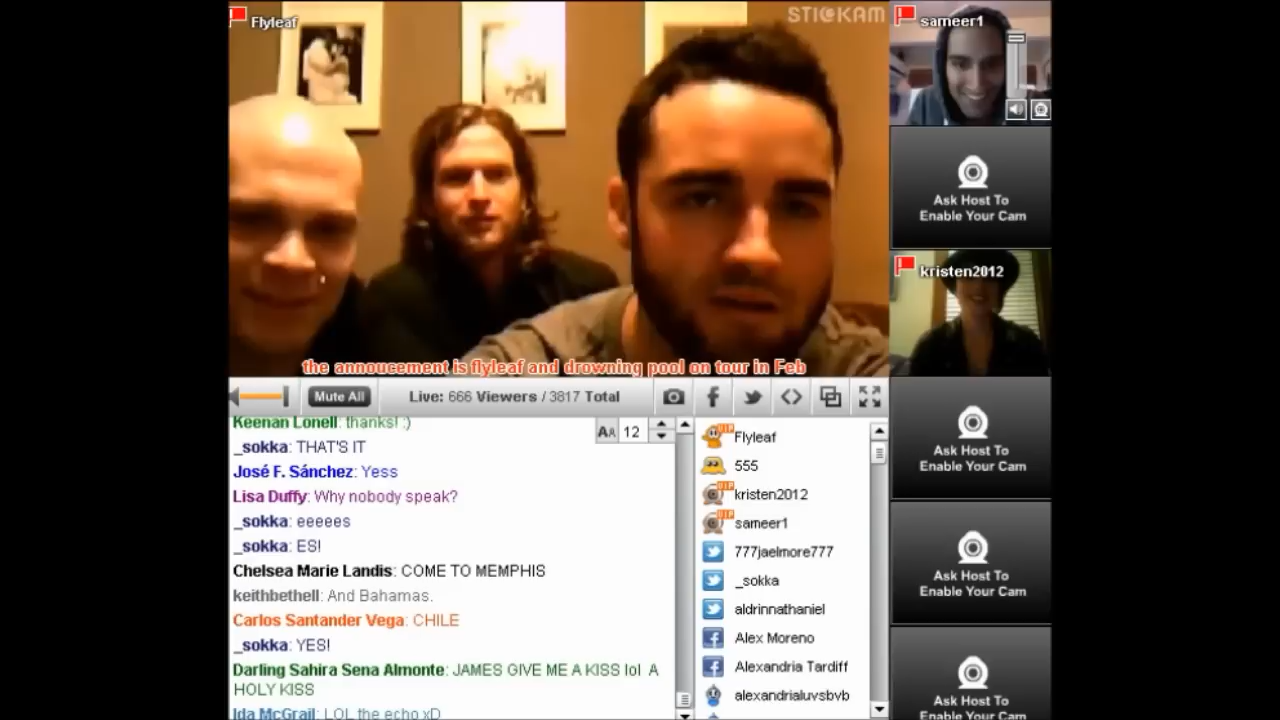 Flyleaf
STICKAM
sameer1
Ask Host To
Enable Your Cam
kristen2012
the annoucement is flyleaf and drowning pool on tour in Feb
Mute All
Live: 666 Viewers / 3817 Total
Keenan Lonell: thanks! :)
AA 12
_sokka: THAT'S IT
José F. Sánchez: Yess
Lisa Duffy: Why nobody speak?
_sokka: eeeees
_sokka: ES!
Chelsea Marie Landis: COME TO MEMPHIS
keithbethell: And Bahamas.
Carlos Santander Vega: CHILE
_sokka: YES!
Darling Sahira Sena Almonte: JAMES GIVE ME A KISS lol A
HOLY KISS
Ida McGrail: LOL the echo xD
VIP
Flyleaf
555
VIP
kristen2012
VIP
sameer1
777jaelmore777
_sokka
aldrinnathaniel
Alex Moreno
Alexandria Tardiff
alexandrialuvsbvb
Ask Host To
Enable Your Cam
Ask Host To
Enable Your Cam
Ask Host To
Enable Your Cam